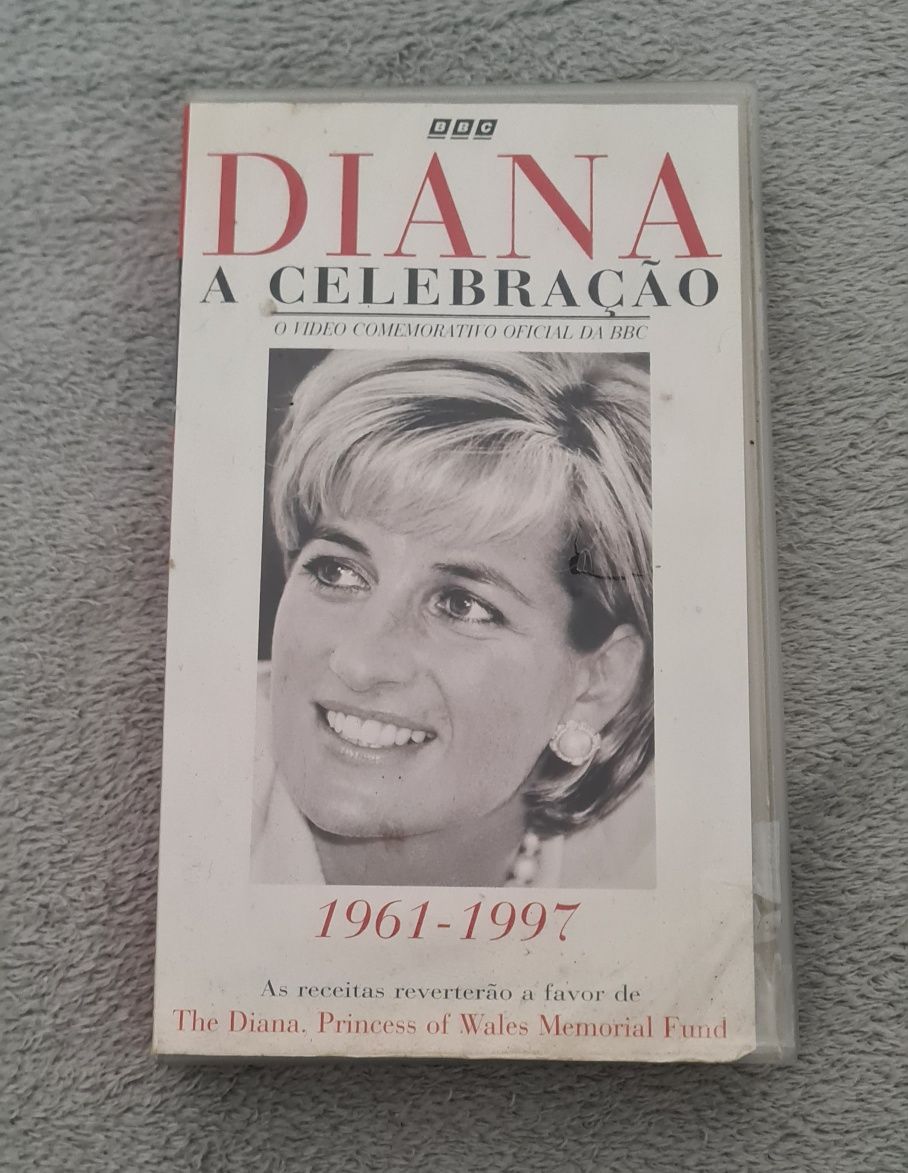 BBC
DIANA
A CELEBRAÇÃO
O VIDEO COMEMORATIVO OFICIAL DA BBC
1961-1997
As receitas reverterão a favor de
The Diana. Princess of Wales Memorial Fund